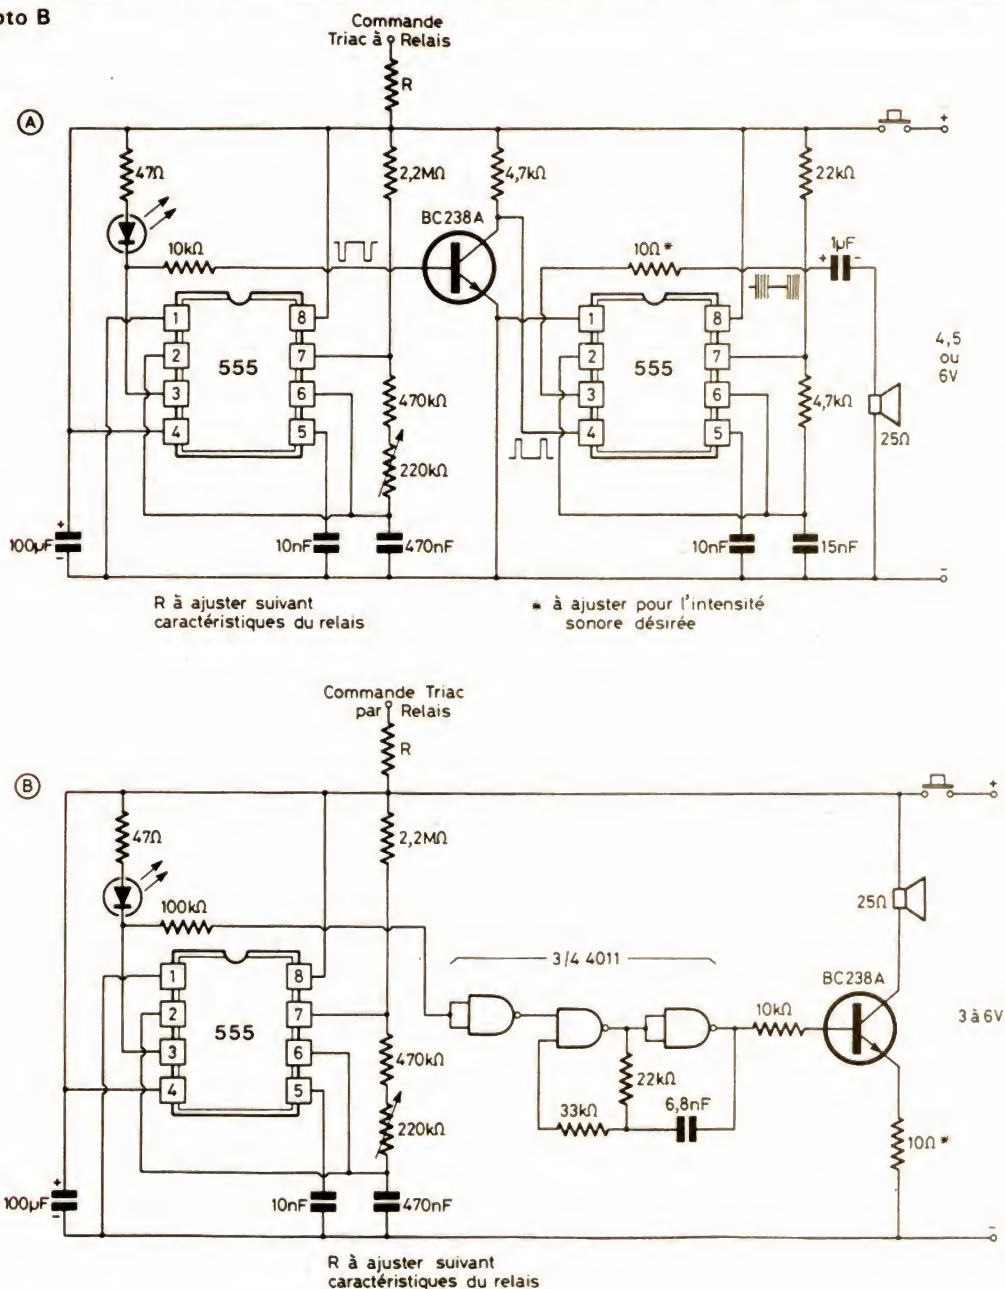 oto B
Commande
Triac à Relais
R
A
+
47Ω
2,2MΩ
4,7kΩ
22kΩ
BC238A
10kΩ
10Ω*
1µF
+ -
1 8
2 7
3 6
4 5
555
1 8
2 7
3 6
4 5
555
4,5
ou
6V
470kΩ
4,7kΩ
25Ω
220kΩ
+
100µF
-
10nF
470nF
10nF
15nF
-
R à ajuster suivant
caractéristiques du relais
* à ajuster pour l'intensité
sonore désirée
Commande Triac
par Relais
R
B
+
47Ω
2,2MΩ
100kΩ
25Ω
3/4 4011
BC238A
1 8
2 7
3 6
4 5
555
10kΩ
3 à 6V
470kΩ
22kΩ
33kΩ
6,8nF
220kΩ
10Ω*
+
100µF
-
10nF
470nF
-
R à ajuster suivant
caractéristiques du relais